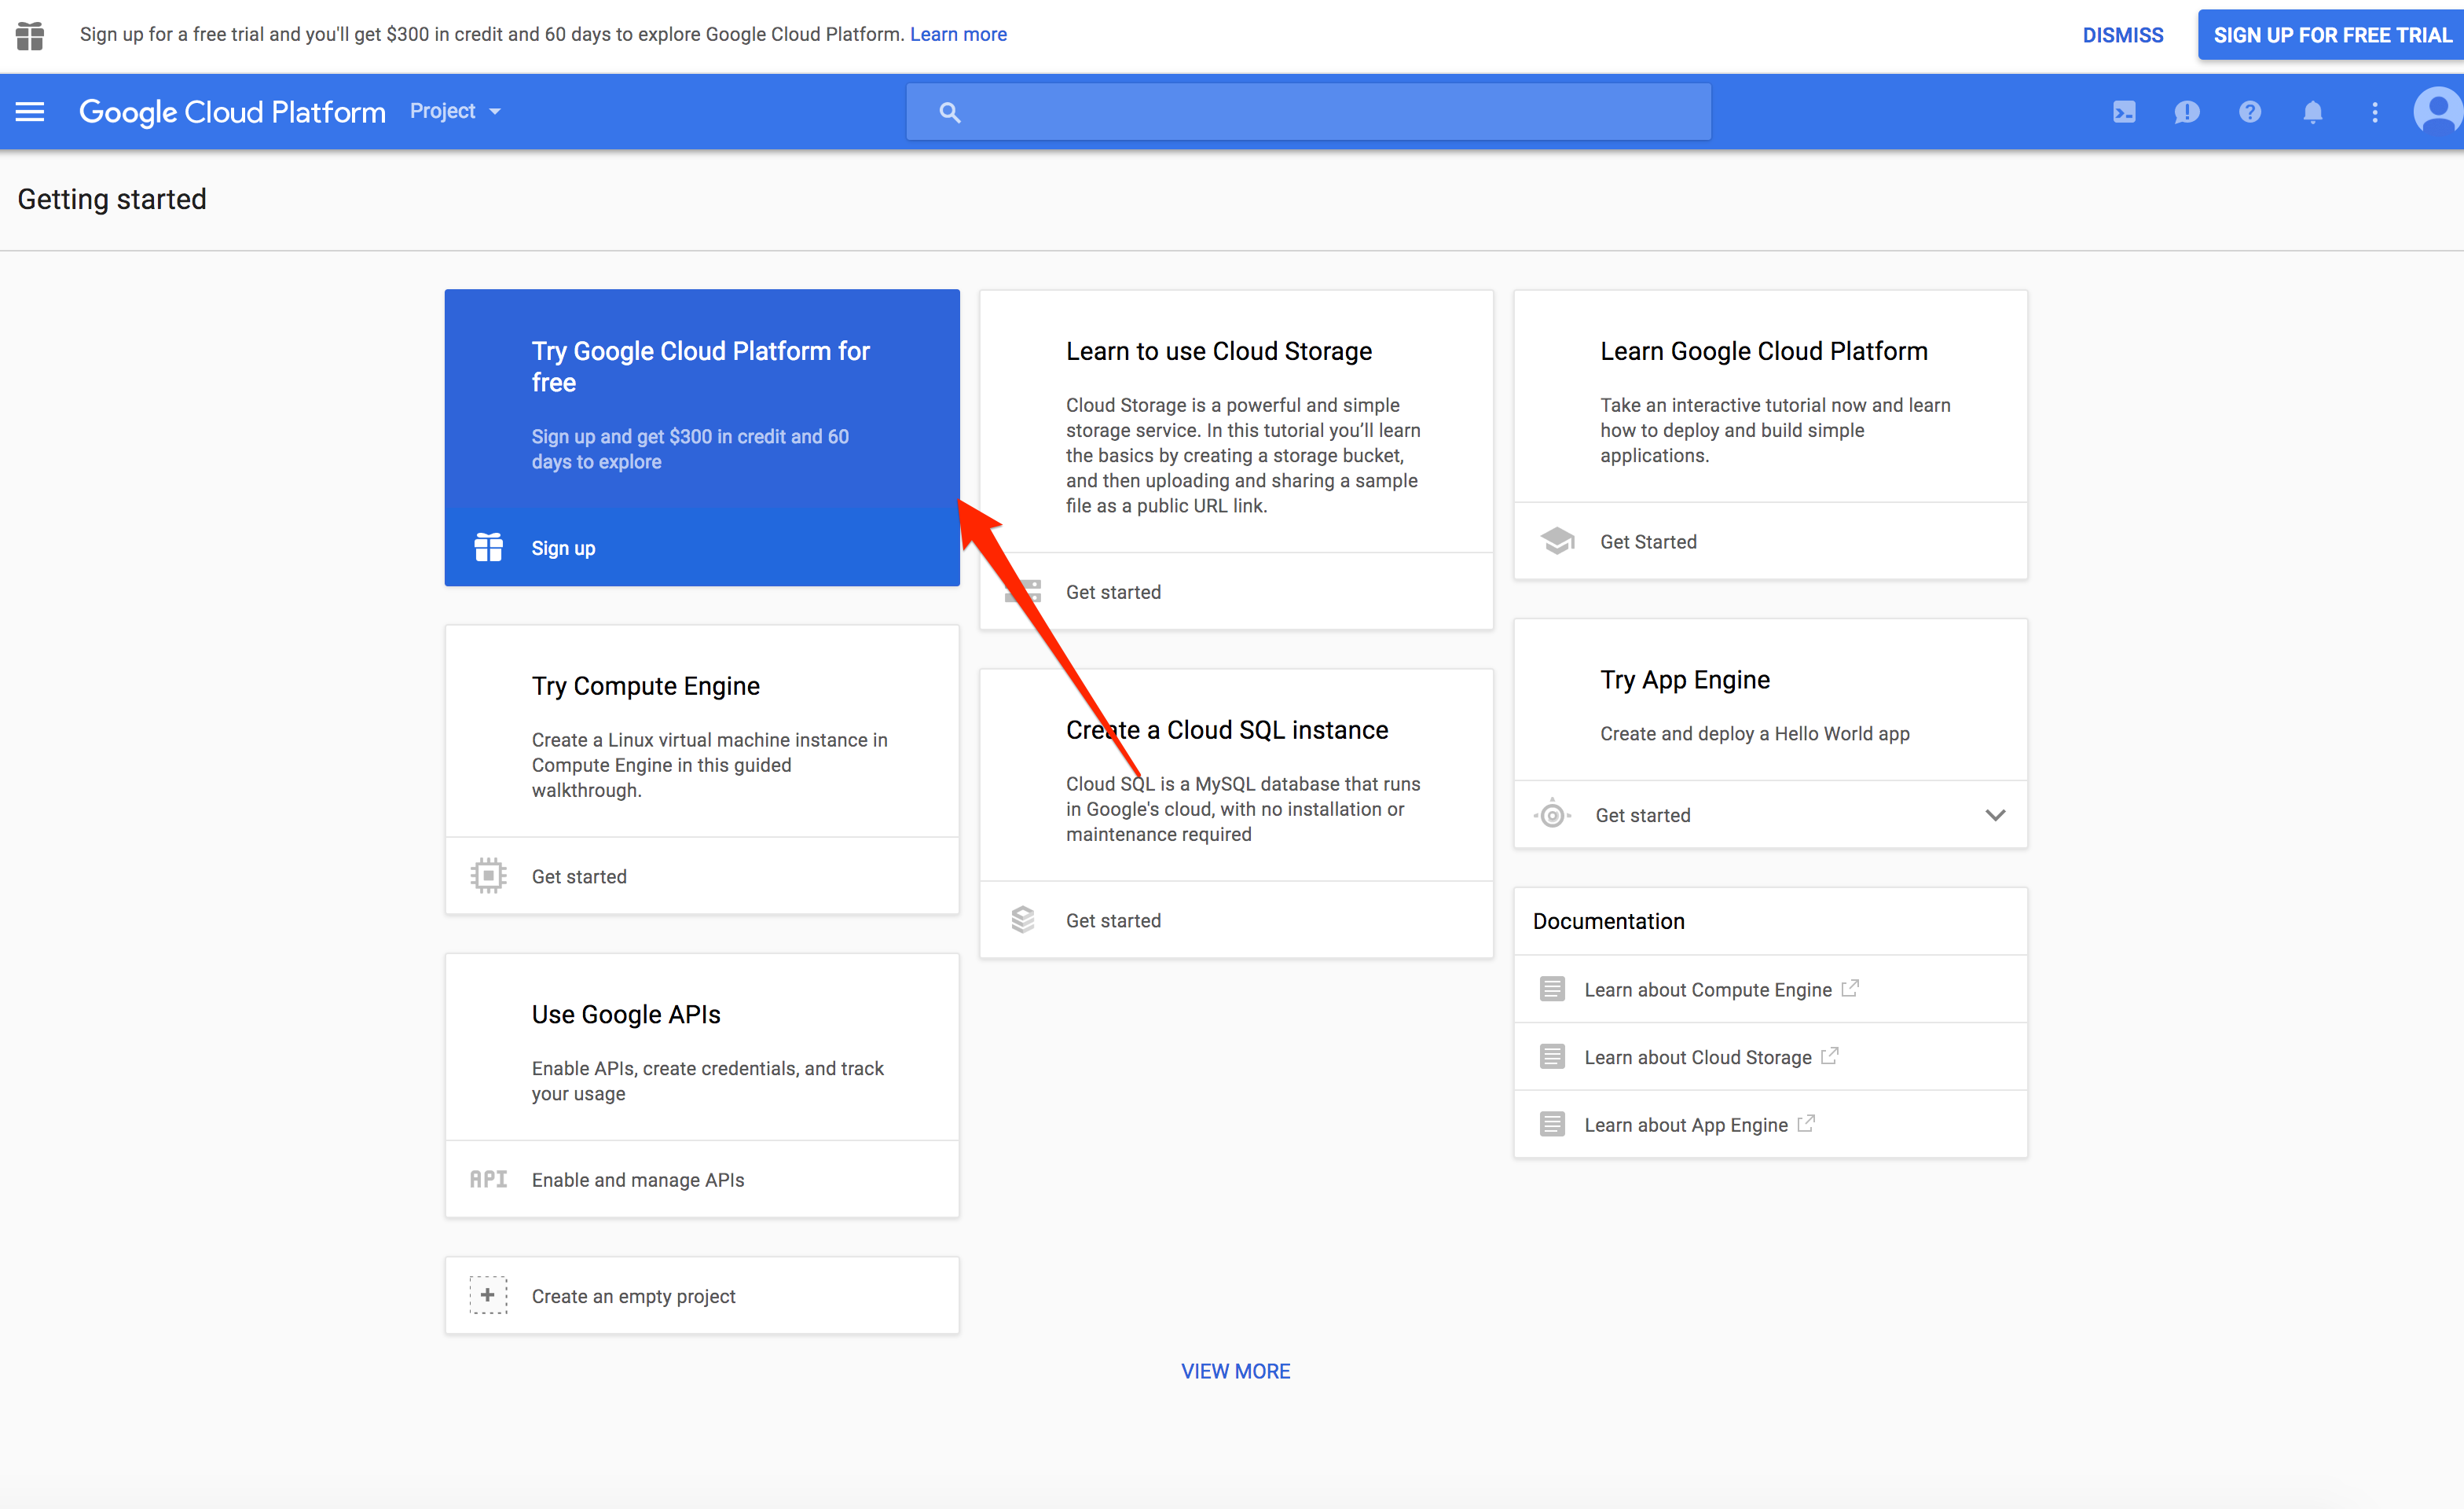 Sign up for a free trial and you'll get $300 in credit and 60 days to explore Google Cloud Platform. Learn more
DISMISS
SIGN UP FOR FREE TRIAL
Google Cloud Platform
Project
Getting started
Try Google Cloud Platform for
free
Sign up and get $300 in credit and 60
days to explore
Sign up
Try Compute Engine
Create a Linux virtual machine instance in
Compute Engine in this guided
walkthrough.
Get started
Use Google APIs
Enable APIs, create credentials, and track
your usage
API
Enable and manage APIs
Create an empty project
Learn to use Cloud Storage
Cloud Storage is a powerful and simple
storage service. In this tutorial you’ll learn
the basics by creating a storage bucket,
and then uploading and sharing a sample
file as a public URL link.
Get started
Create a Cloud SQL instance
Cloud SQL is a MySQL database that runs
in Google's cloud, with no installation or
maintenance required
Get started
Learn Google Cloud Platform
Take an interactive tutorial now and learn
how to deploy and build simple
applications.
Get Started
Try App Engine
Create and deploy a Hello World app
Get started
Documentation
Learn about Compute Engine
Learn about Cloud Storage
Learn about App Engine
VIEW MORE